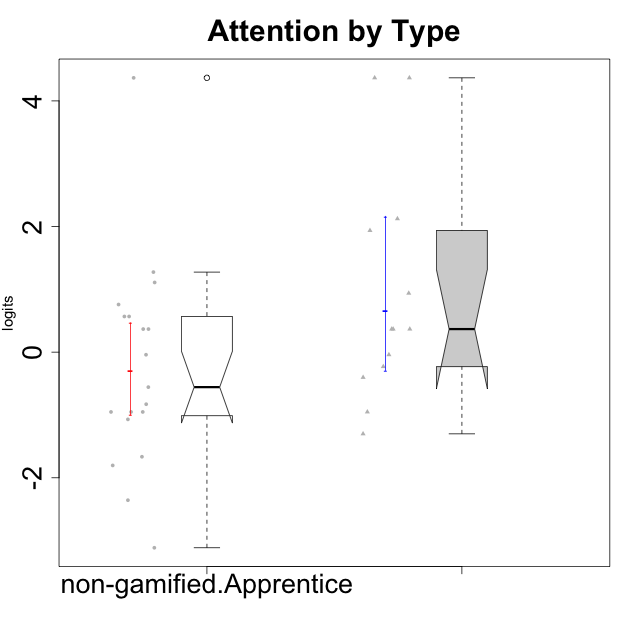 Attention by Type
logits
4
2
0
-2
non-gamified.Apprentice